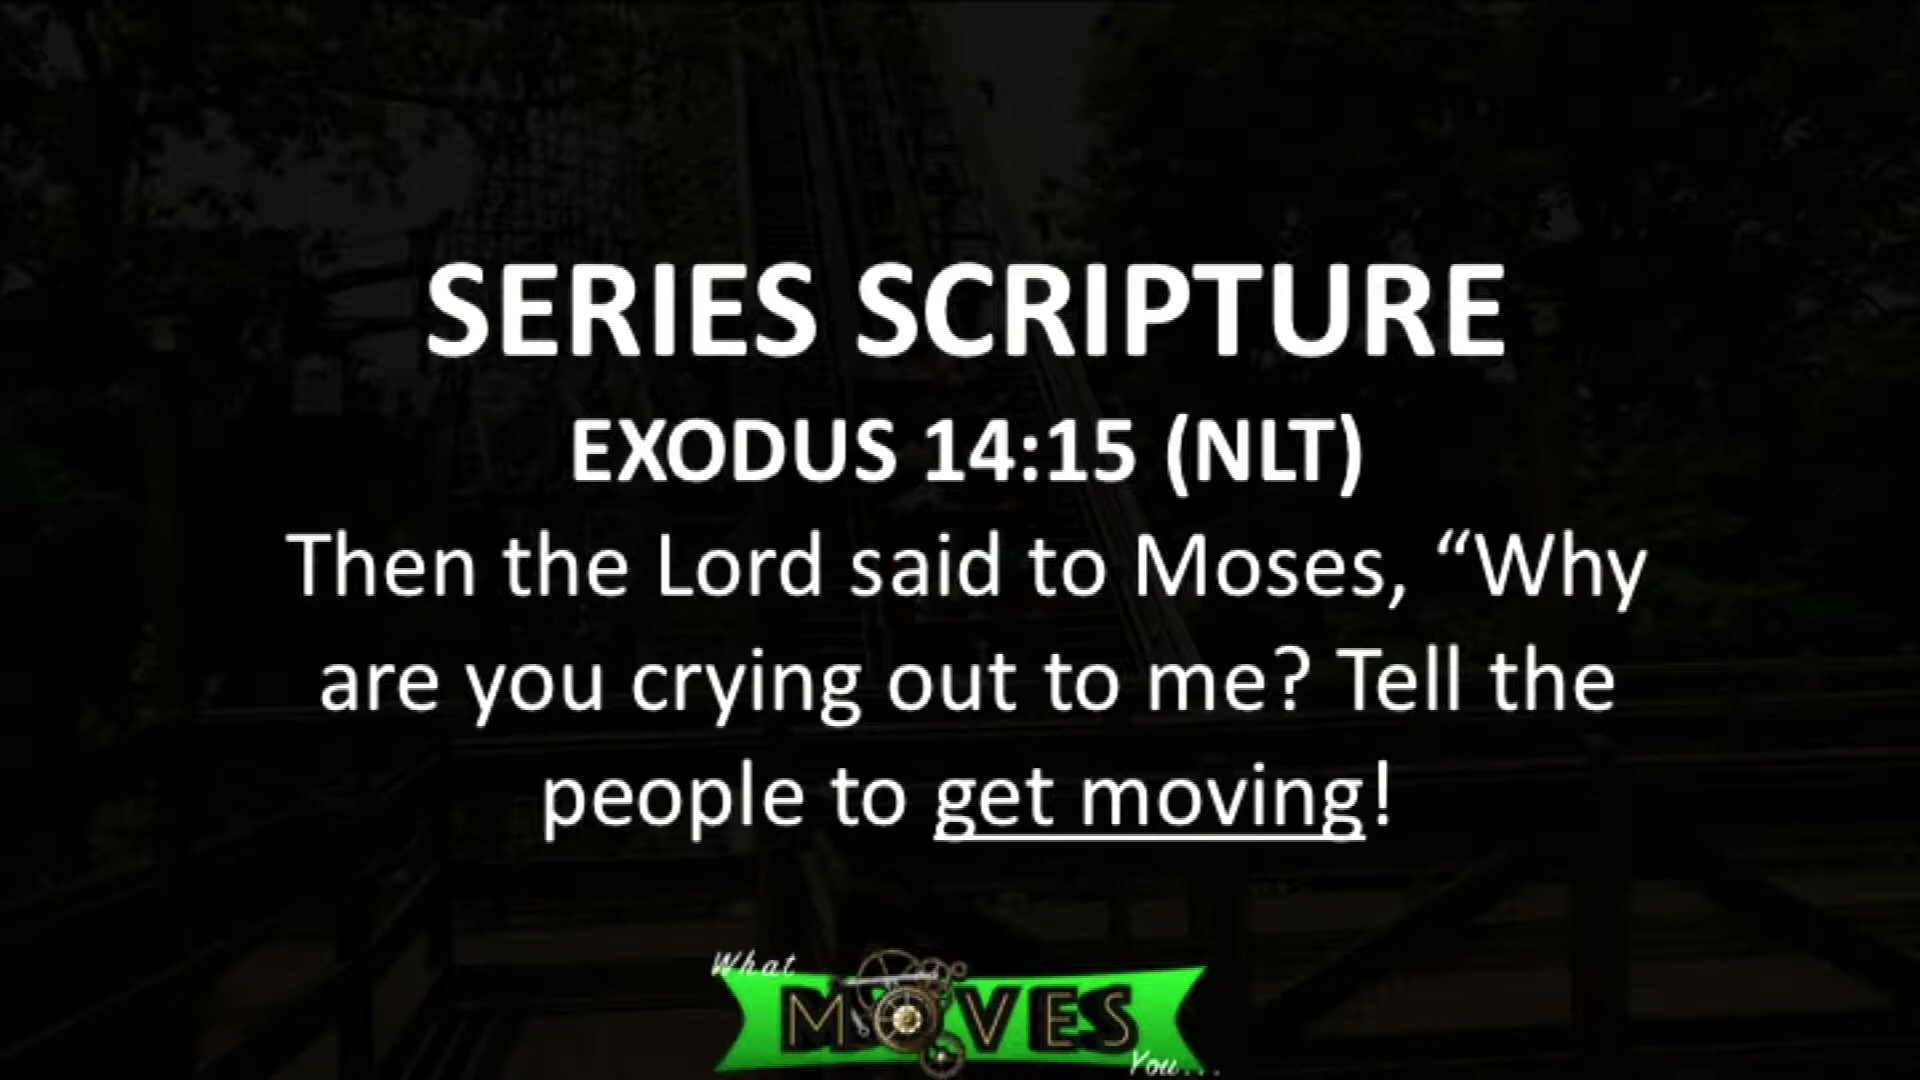 SERIES SCRIPTURE
EXODUS 14:15 (NLT)
Then the Lord said to Moses, “Why
are you crying out to me? Tell the
people to get moving!
What
MOVES
You...